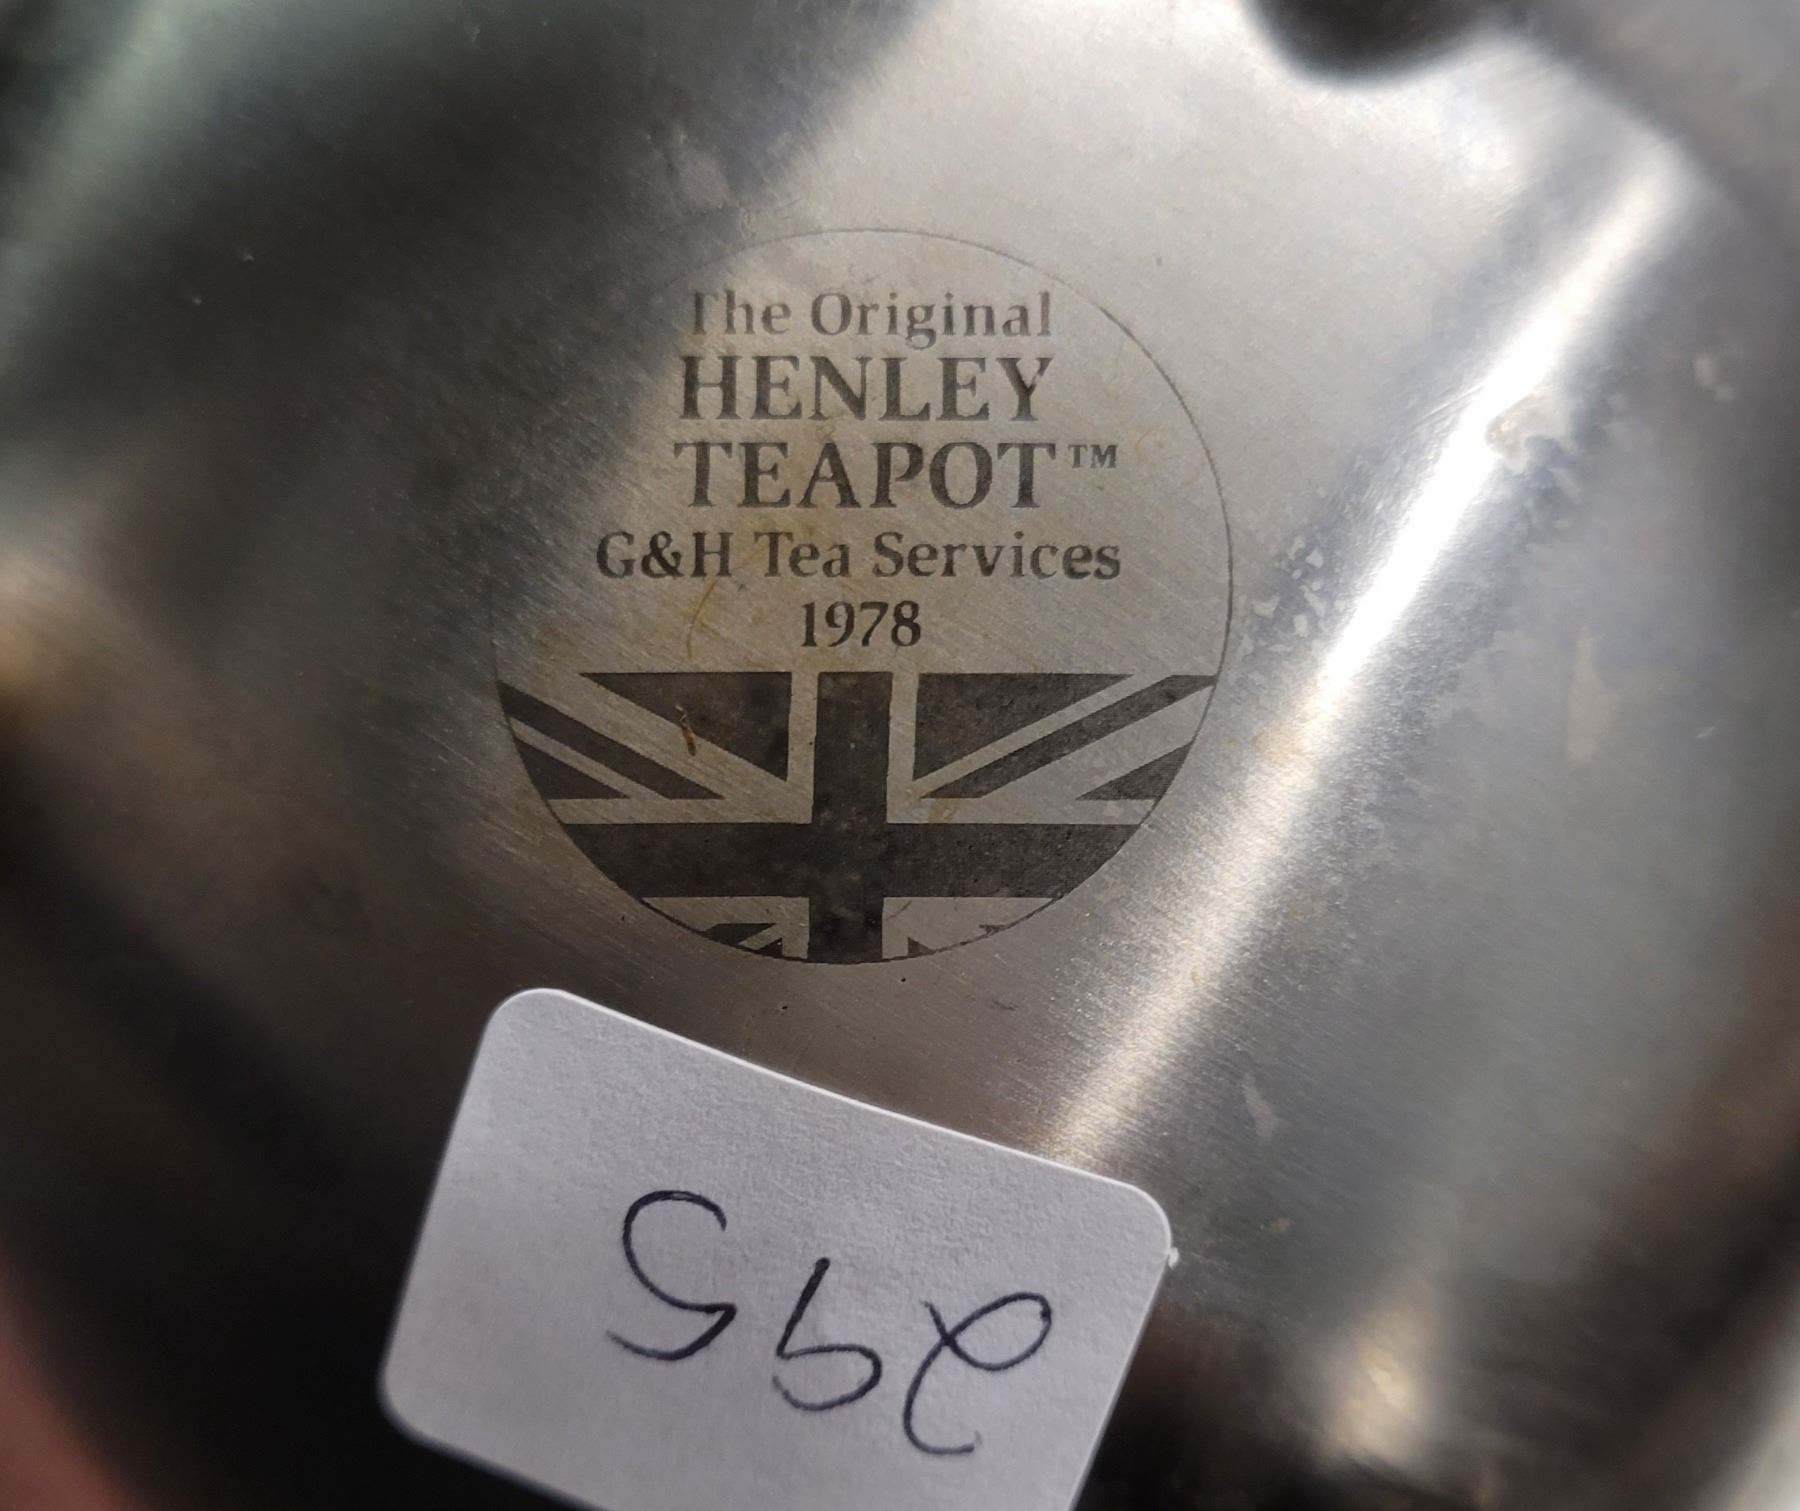 The Original
HENLEY
TEAPOT™
G&H Tea Services
1978
295